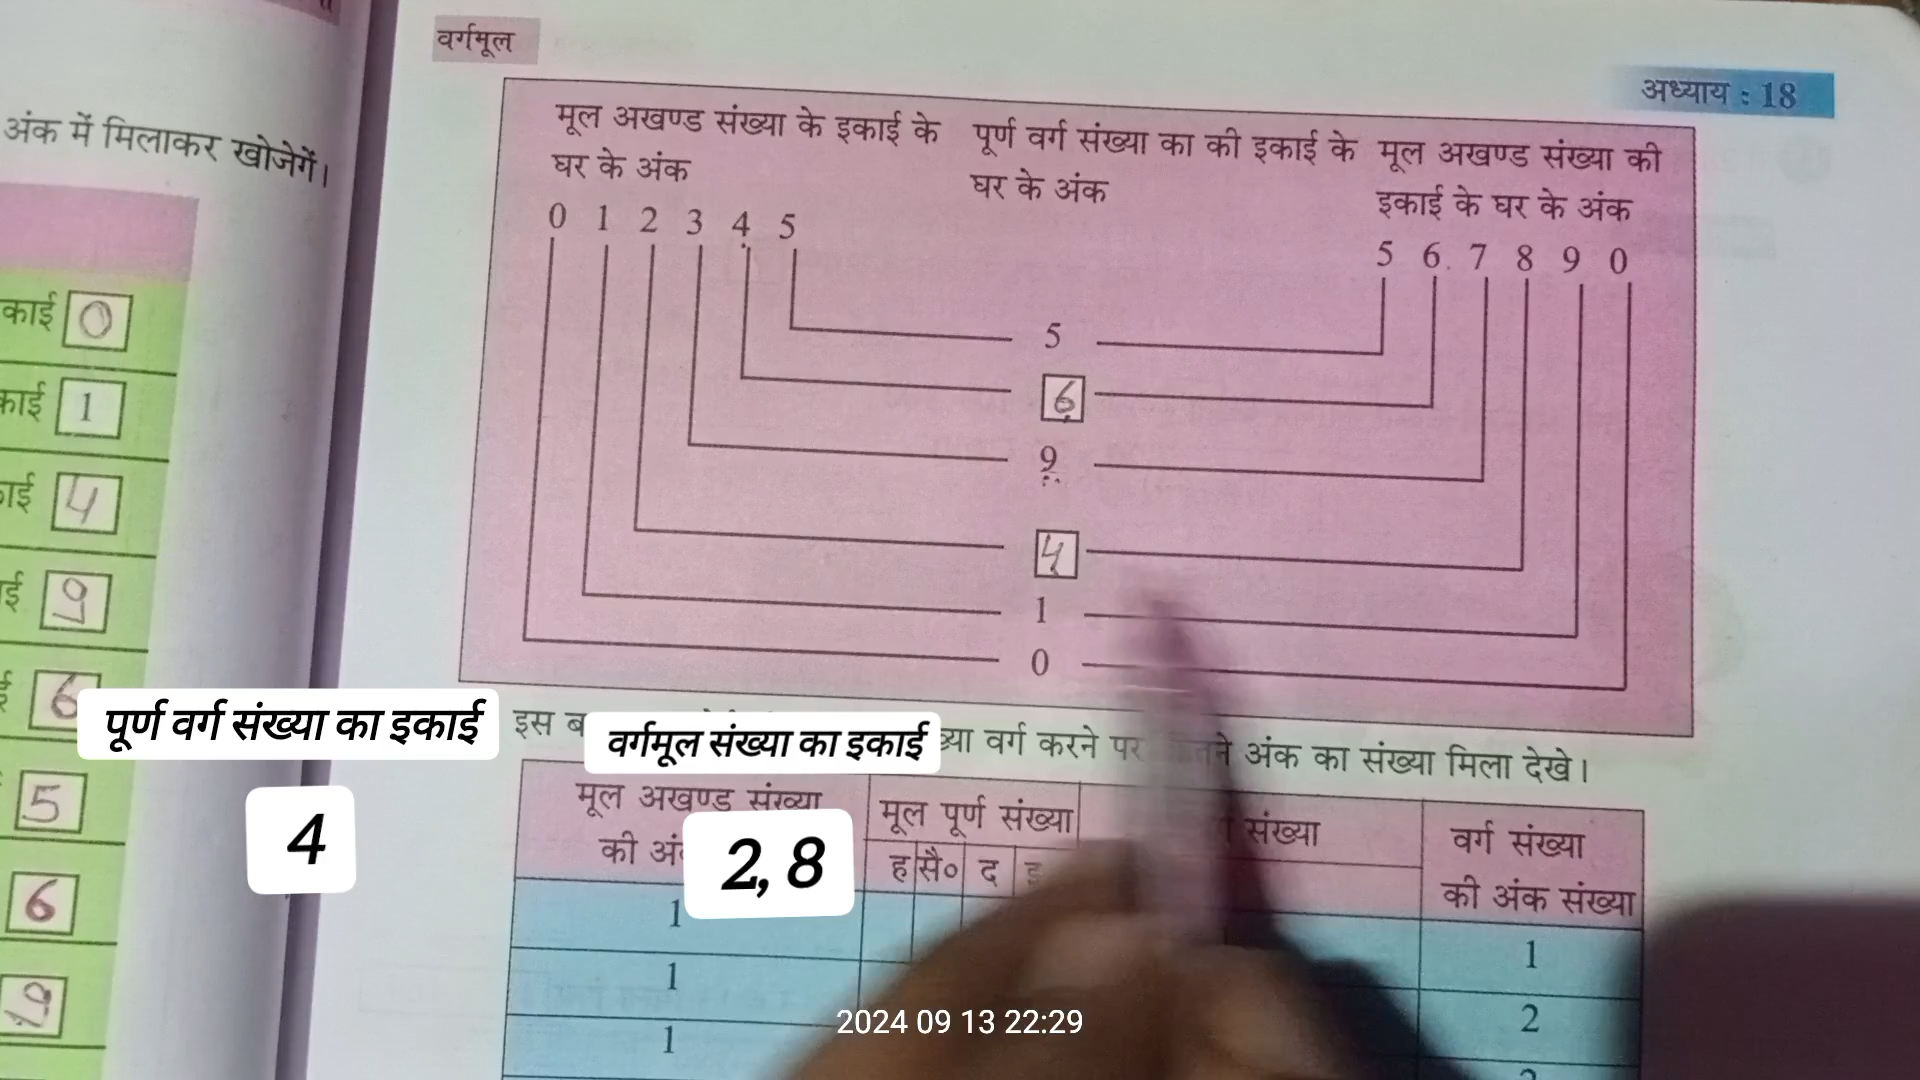 वर्गमूल
अध्याय : 18
अंक में मिलाकर खोजेगें।
काई 0
काई 1
ाई 4
ई 9
6
5
6
9
मूल अखण्ड संख्या के इकाई के
घर के अंक
0 1 2 3 4 5
पूर्ण वर्ग संख्या का की इकाई के
घर के अंक
मूल अखण्ड संख्या की
इकाई के घर के अंक
5 6 7 8 9 0
5
6
9
4
1
0
पूर्ण वर्ग संख्या का इकाई
4
वर्गमूल संख्या का इकाई
2, 8
इस
वर्ग करने पर अंक का संख्या मिला देखे।
मूल अखण्ड संख्या
की
मूल पूर्ण संख्या
ह सै० द इ
संख्या
वर्ग संख्या
की अंक संख्या
1 1
1 2
1
2024 09 13 22:29